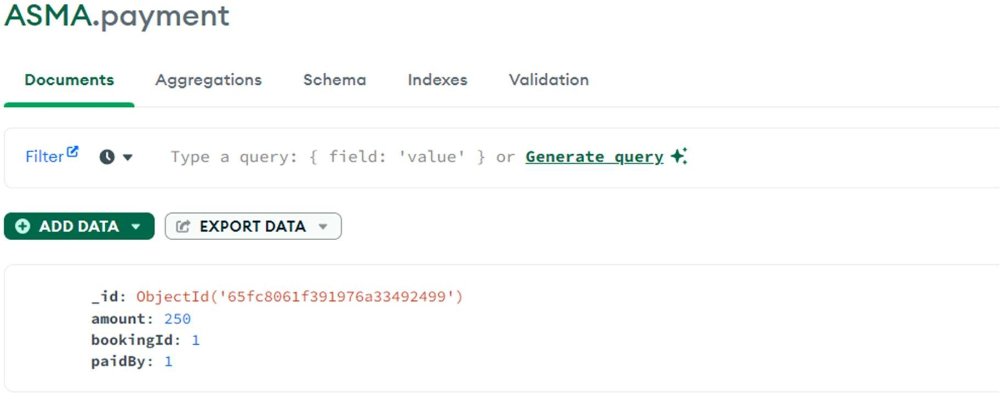 ASMA.payment
Documents Aggregations Schema Indexes Validation
Filter Type a query: { field: 'value' } or Generate query
ADD DATA EXPORT DATA
_id: ObjectId('65fc8061f391976a33492499')
amount: 250
bookingId: 1
paidBy: 1